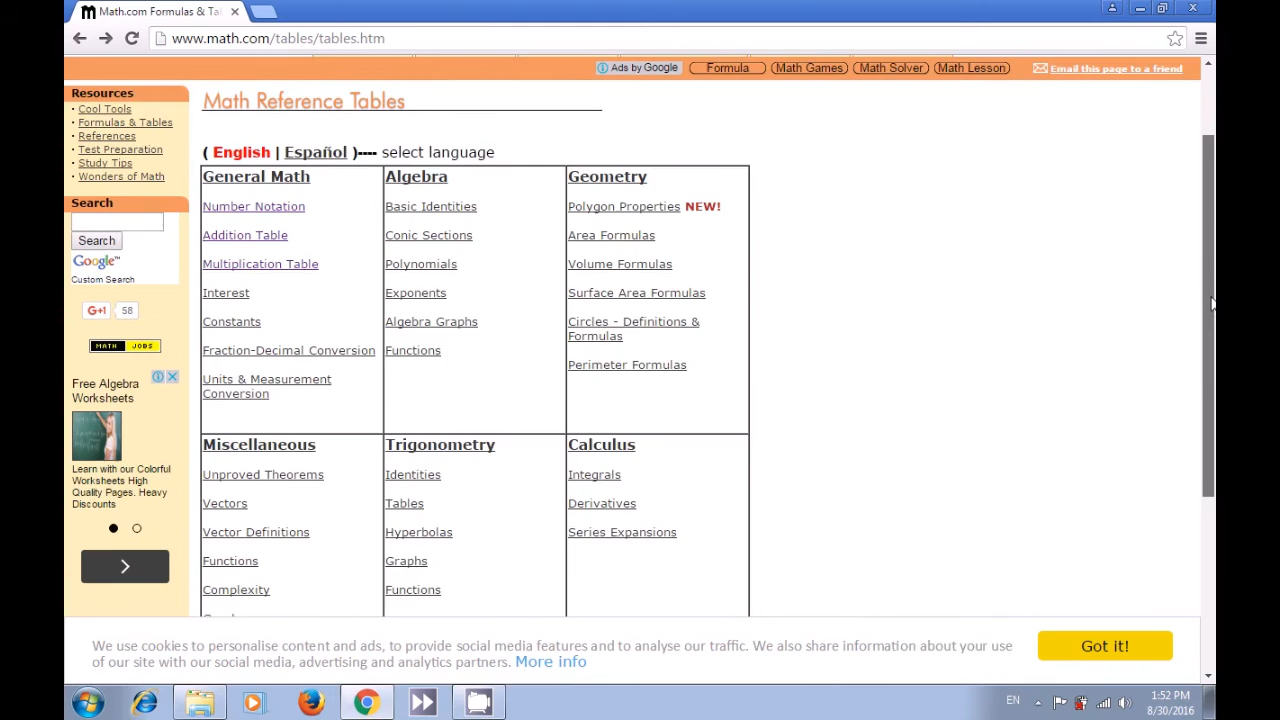 Math.com Formulas & Ta
www.math.com/tables/tables.htm
Ads by Google
Formula
Math Games
Math Solver
Math Lesson
Email this page to a friend
Resources
Cool Tools
Formulas & Tables
References
Test Preparation
Study Tips
Wonders of Math
Search
Search
Google™
Custom Search
G+1 58
MATH JOBS
Free Algebra
Worksheets
Learn with our Colorful
Worksheets High
Quality Pages. Heavy
Discounts
Math Reference Tables
( English | Español )---- select language
General Math
Number Notation
Addition Table
Multiplication Table
Interest
Constants
Fraction-Decimal Conversion
Units & Measurement
Conversion
Algebra
Basic Identities
Conic Sections
Polynomials
Exponents
Algebra Graphs
Functions
Geometry
Polygon Properties NEW!
Area Formulas
Volume Formulas
Surface Area Formulas
Circles - Definitions &
Formulas
Perimeter Formulas
Miscellaneous
Unproved Theorems
Vectors
Vector Definitions
Functions
Complexity
Trigonometry
Identities
Tables
Hyperbolas
Graphs
Functions
Calculus
Integrals
Derivatives
Series Expansions
We use cookies to personalise content and ads, to provide social media features and to analyse our traffic. We also share information about your use
of our site with our social media, advertising and analytics partners. More info
Got it!
EN
1:52 PM
8/30/2016